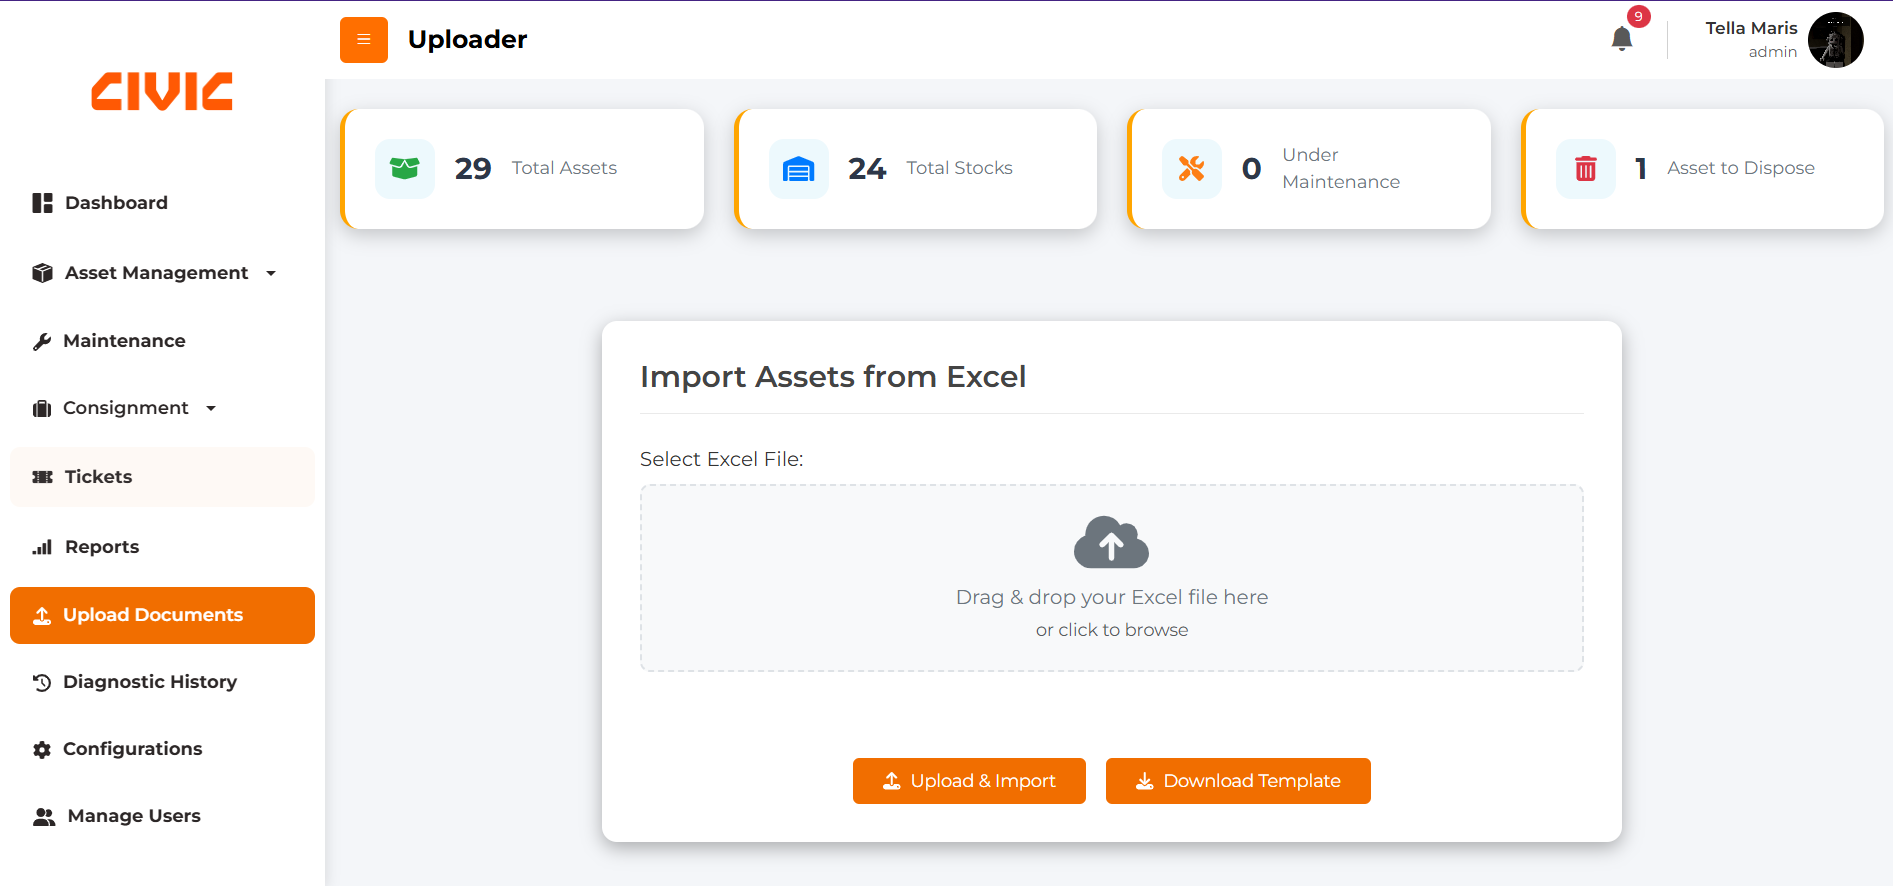 CIVIC
Dashboard
Asset Management
Maintenance
Consignment
Tickets
Reports
Upload Documents
Diagnostic History
Configurations
Manage Users
Uploader
9
Tella Maris
admin
29 Total Assets
24 Total Stocks
0 Under
Maintenance
1 Asset to Dispose
Import Assets from Excel
Select Excel File:
Drag & drop your Excel file here
or click to browse
Upload & Import
Download Template